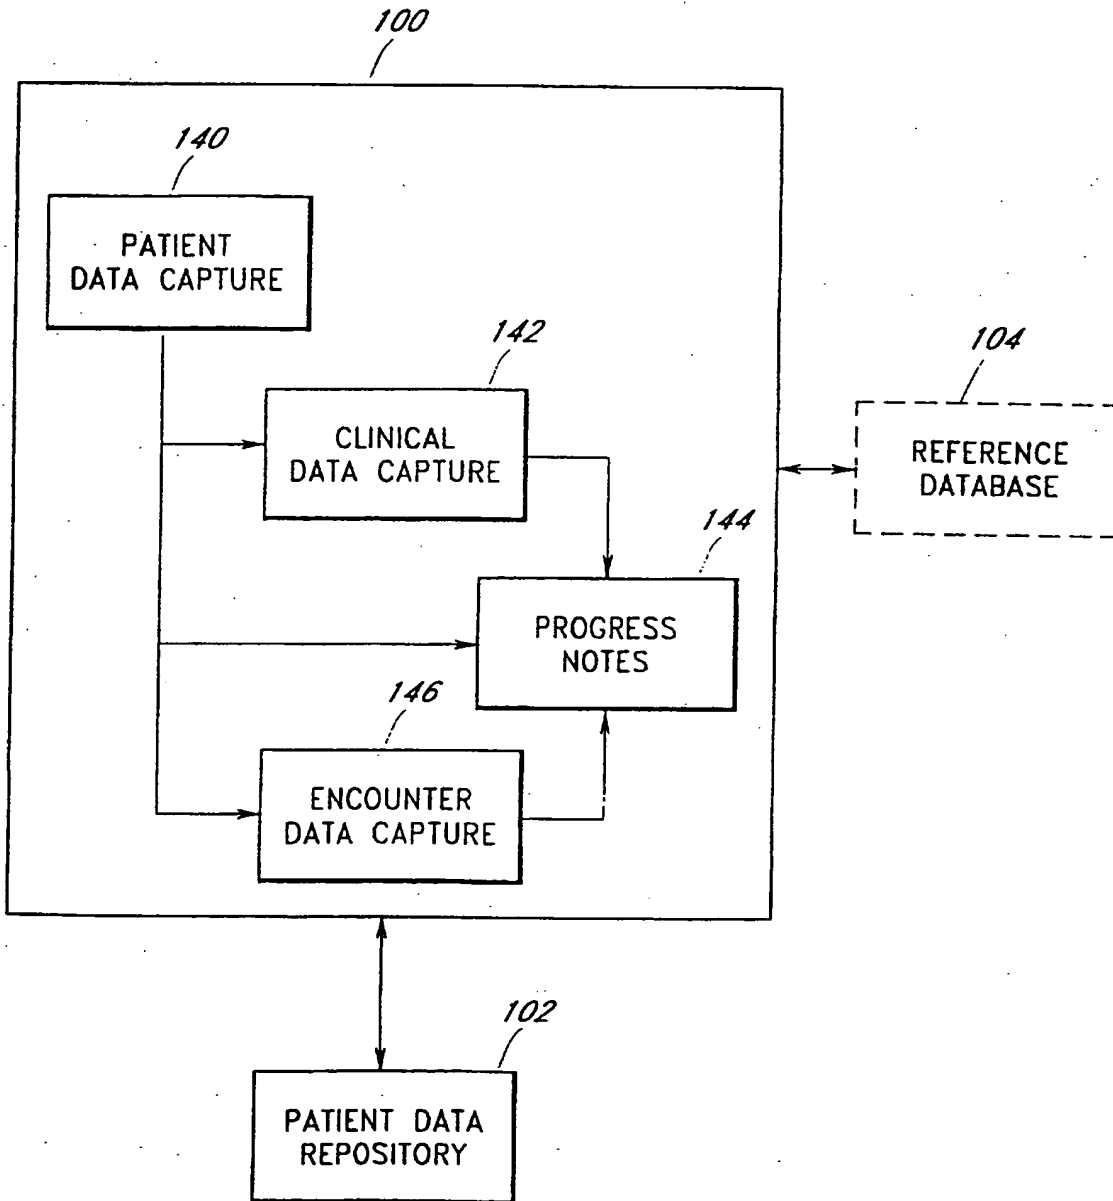 100
140
PATIENT
DATA CAPTURE
142
CLINICAL
DATA CAPTURE
104
REFERENCE
DATABASE
144
PROGRESS
NOTES
146
ENCOUNTER
DATA CAPTURE
102
PATIENT DATA
REPOSITORY